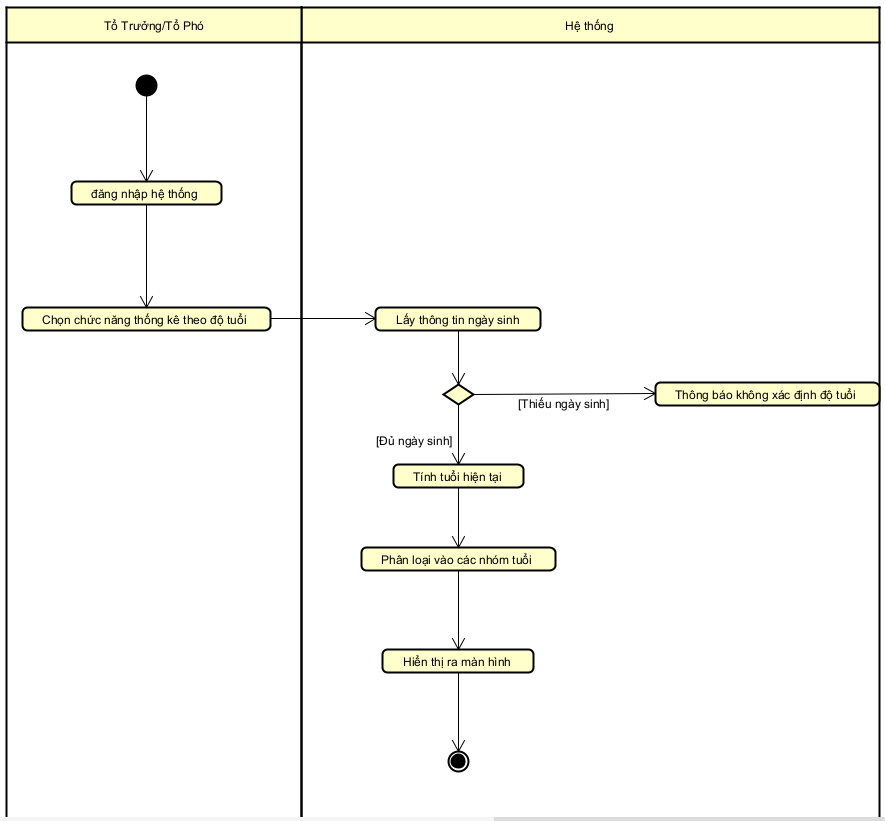 Tổ Trưởng/Tổ Phó
Hệ thống
đăng nhập hệ thống
Chọn chức năng thống kê theo độ tuổi
Lấy thông tin ngày sinh
[Thiếu ngày sinh]
Thông báo không xác định độ tuổi
[Đủ ngày sinh]
Tính tuổi hiện tại
Phân loại vào các nhóm tuổi
Hiển thị ra màn hình